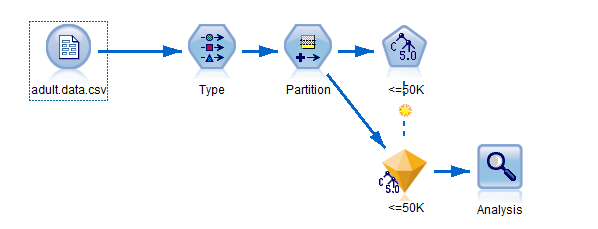 C 5.0
adult.data.csv
Type
Partition
<=50K
C 5.0
<=50K
Analysis